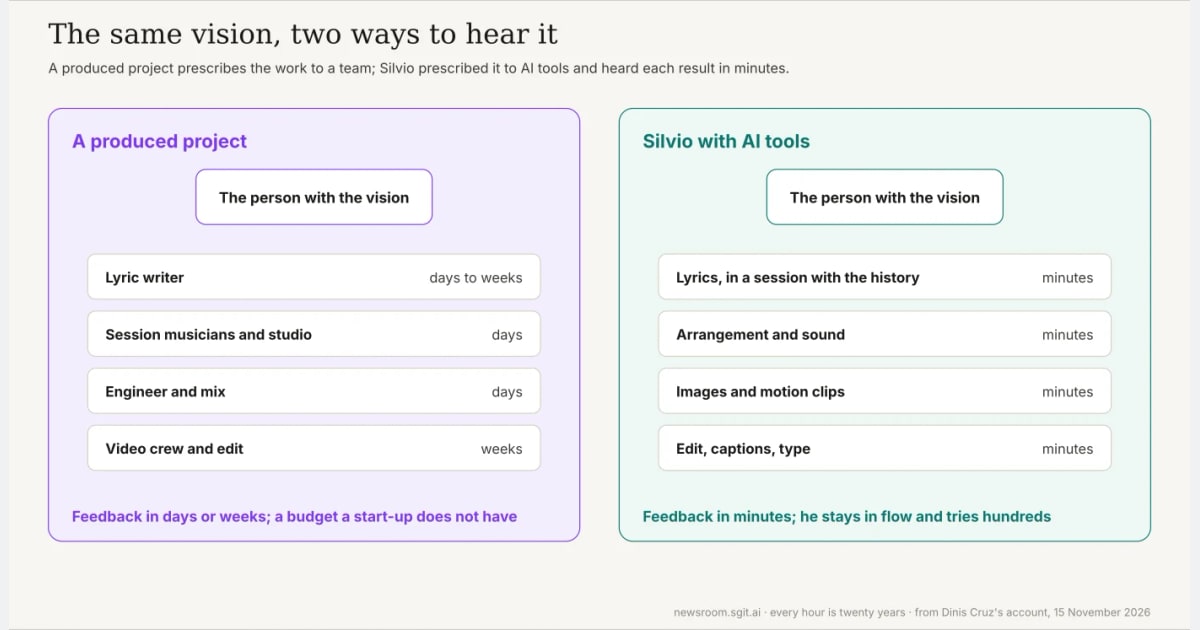 The same vision, two ways to hear it
A produced project prescribes the work to a team; Silvio prescribed it to AI tools and heard each result in minutes.
A produced project
The person with the vision
Lyric writer days to weeks
Session musicians and studio days
Engineer and mix days
Video crew and edit weeks
Feedback in days or weeks; a budget a start-up does not have
Silvio with AI tools
The person with the vision
Lyrics, in a session with the history minutes
Arrangement and sound minutes
Images and motion clips minutes
Edit, captions, type minutes
Feedback in minutes; he stays in flow and tries hundreds
newsroom.sgit.ai · every hour is twenty years · from Dinis Cruz's account, 15 November 2026